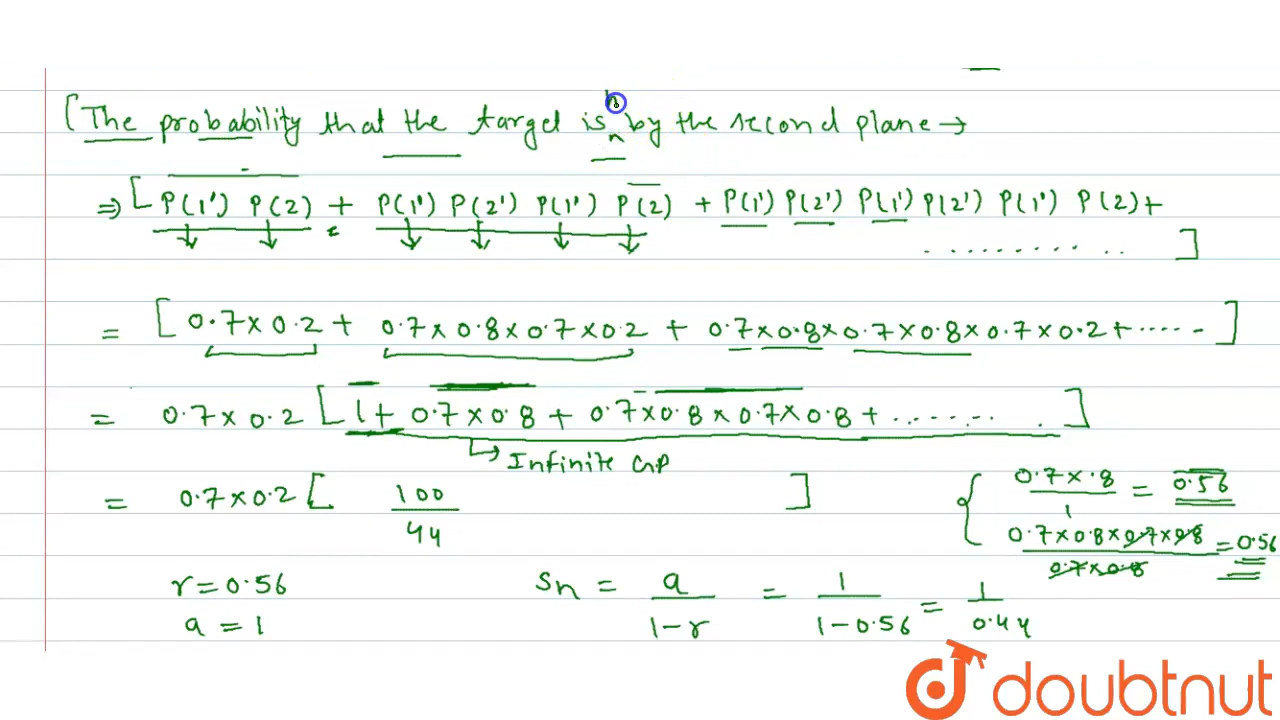 h
[The probability that the target is by the second plane →
⇒ [P(1') P(2) + P(1') P(2') P(1') P(2) + P(1') P(2') P(1') P(2') P(1') P(2) +
.......... ]
= [0.7 x 0.2 + 0.7 x 0.8 x 0.7 x 0.2 + 0.7 x 0.8 x 0.7 x 0.8 x 0.7 x 0.2 + ..... ]
= 0.7 x 0.2 [1 + 0.7 x 0.8 + 0.7 x 0.8 x 0.7 x 0.8 + ....... ]
↳ Infinite GP
= 0.7 x 0.2 [ 100/44 ]
{ 0.7 x .8 / 1 = 0.56
0.7 x 0.8 x 0.7 x 0.8 / 0.7 x 0.8 = 0.56
r = 0.56
a = 1
Sn = a / 1 - r = 1 / 1 - 0.56 = 1 / 0.44
doubtnut